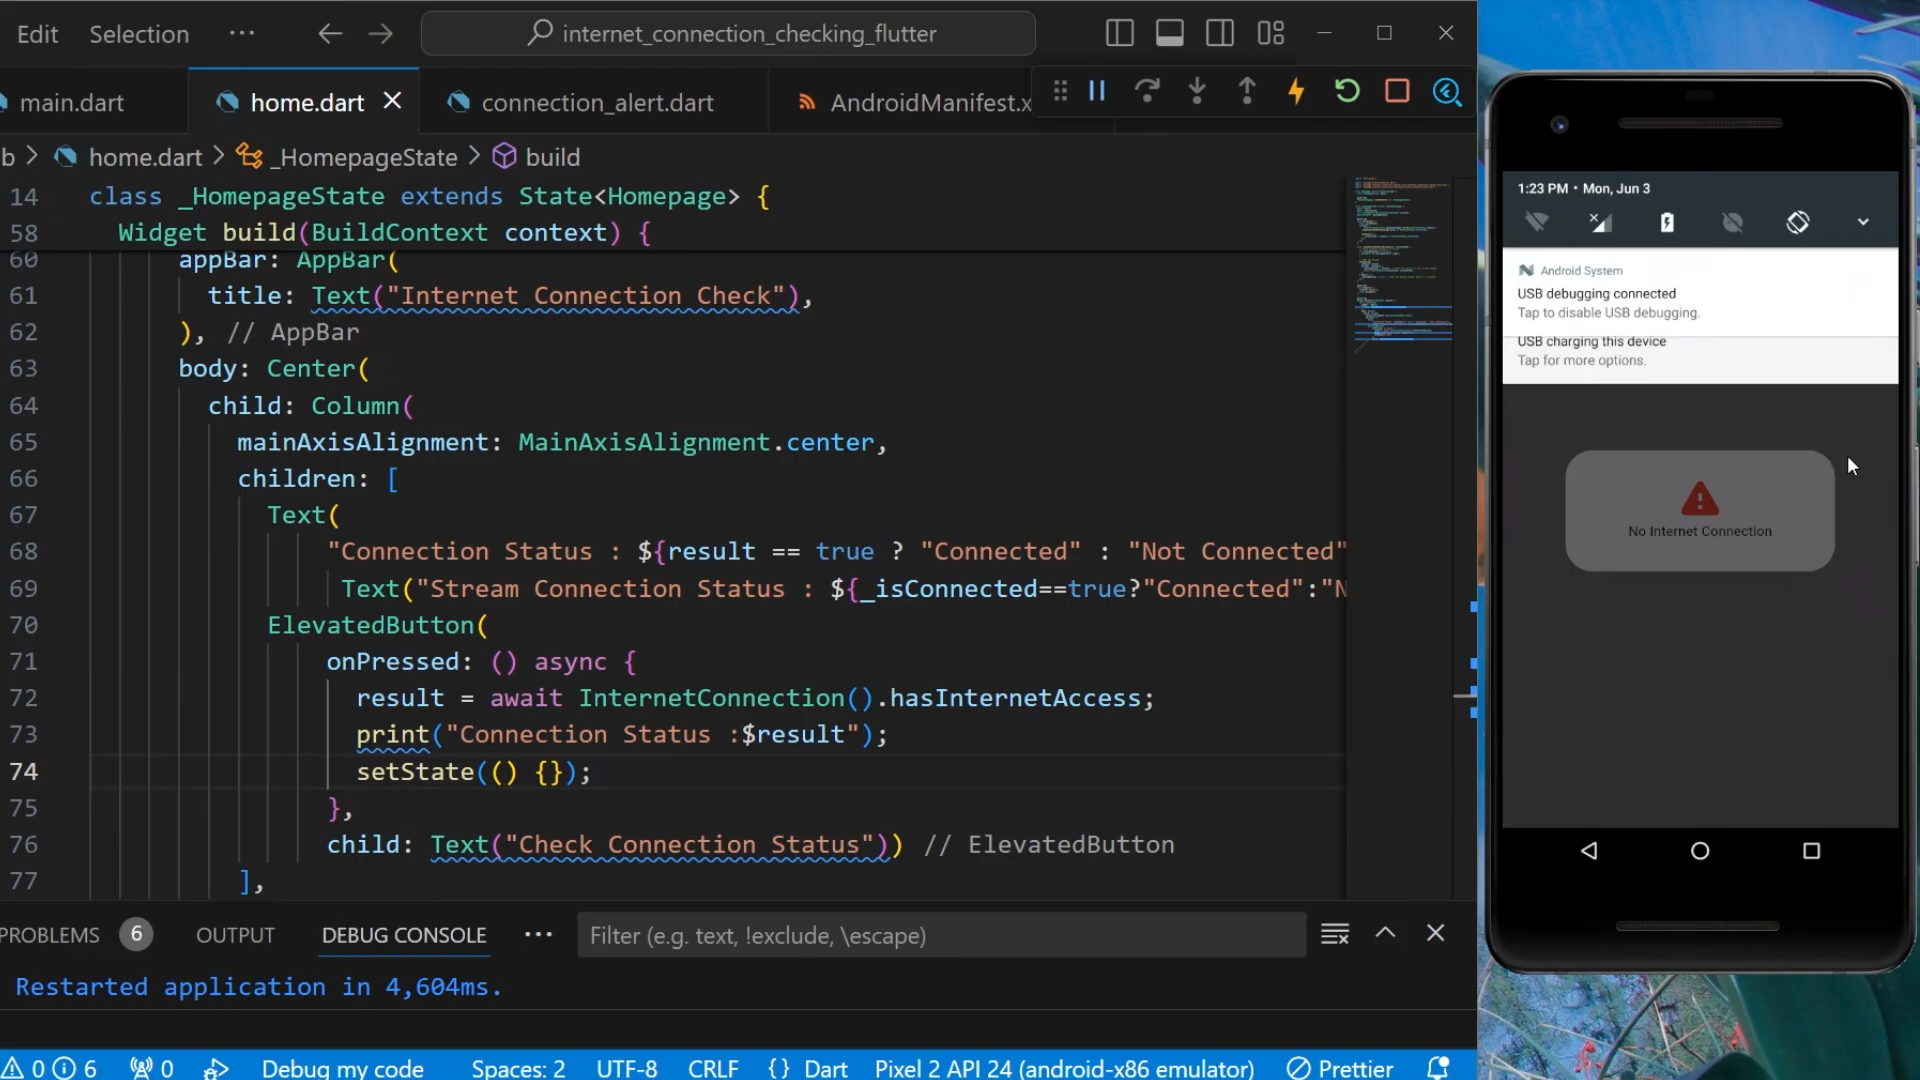 Edit Selection ... internet_connection_checking_flutter
main.dart home.dart connection_alert.dart AndroidManifest.x
b > home.dart > _HomepageState > build
14 class _HomepageState extends State<Homepage> {
58 Widget build(BuildContext context) {
60 appBar: AppBar(
61 title: Text("Internet Connection Check"),
62 ), // AppBar
63 body: Center(
64 child: Column(
65 mainAxisAlignment: MainAxisAlignment.center,
66 children: [
67 Text(
68 "Connection Status : ${result == true ? "Connected" : "Not Connected"
69 Text("Stream Connection Status : ${_isConnected==true?"Connected":"N
70 ElevatedButton(
71 onPressed: () async {
72 result = await InternetConnection().hasInternetAccess;
73 print("Connection Status :$result");
74 setState(() {});
75 },
76 child: Text("Check Connection Status")) // ElevatedButton
77 ],
PROBLEMS 6 OUTPUT DEBUG CONSOLE ... Filter (e.g. text, !exclude, \escape)
Restarted application in 4,604ms.
0 6 0 Debug my code Spaces: 2 UTF-8 CRLF {} Dart Pixel 2 API 24 (android-x86 emulator) Prettier
1:23 PM • Mon, Jun 3
Android System
USB debugging connected
Tap to disable USB debugging.
USB charging this device
Tap for more options.
No Internet Connection